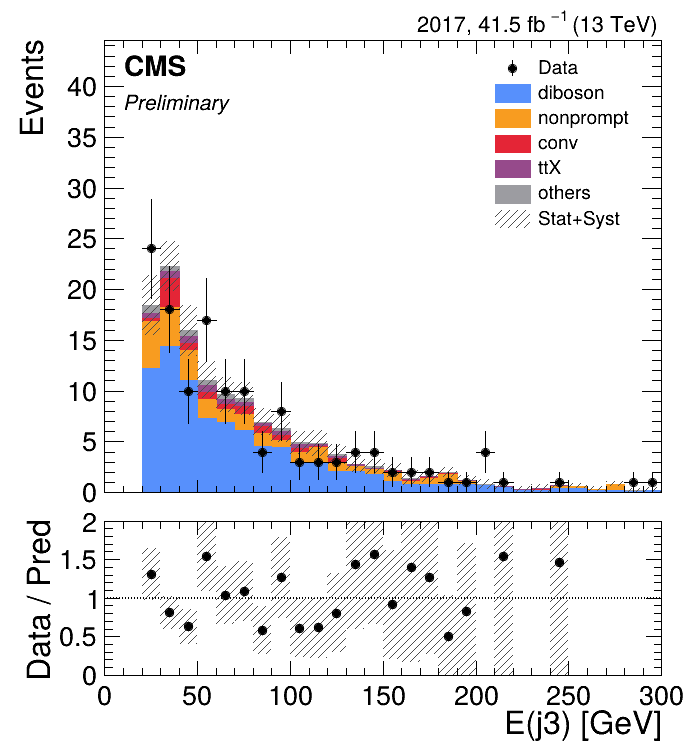 2017, 41.5 fb⁻¹ (13 TeV)
CMS
Preliminary
Events
40
35
30
25
20
15
10
5
0
Data
diboson
nonprompt
conv
ttX
others
Stat+Syst
Data / Pred
2
1.5
1
0.5
0
0 50 100 150 200 250 300
E(j3) [GeV]